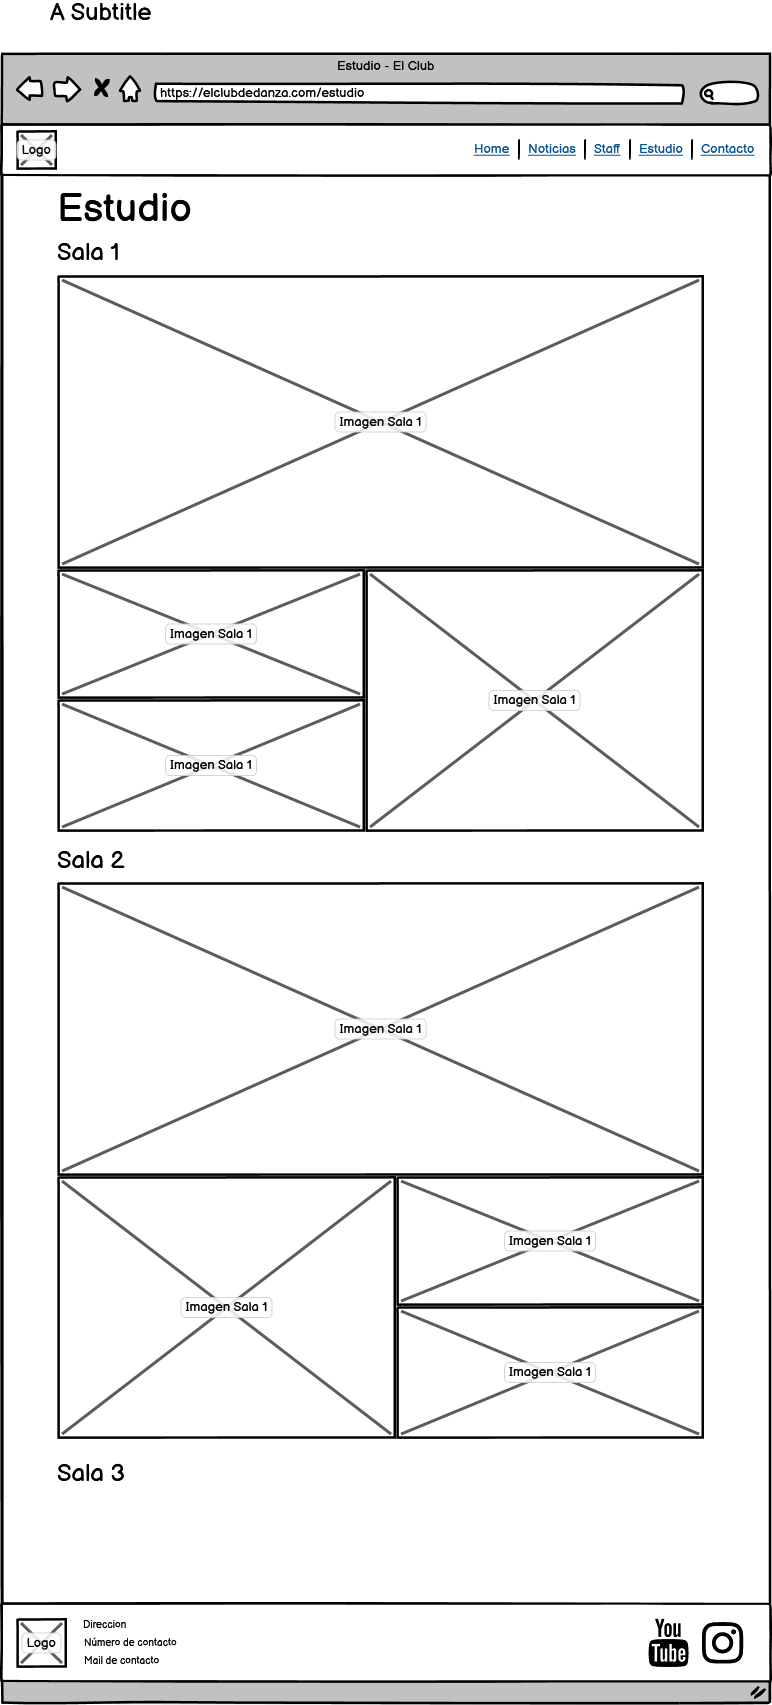 A Subtitle
Estudio - El Club
https://elclubdedanza.com/estudio
Logo
Home Noticias Staff Estudio Contacto
Estudio
Sala 1
Imagen Sala 1
Imagen Sala 1
Imagen Sala 1
Imagen Sala 1
Sala 2
Imagen Sala 1
Imagen Sala 1
Imagen Sala 1
Imagen Sala 1
Sala 3
Logo
Direccion
Número de contacto
Mail de contacto
You
Tube